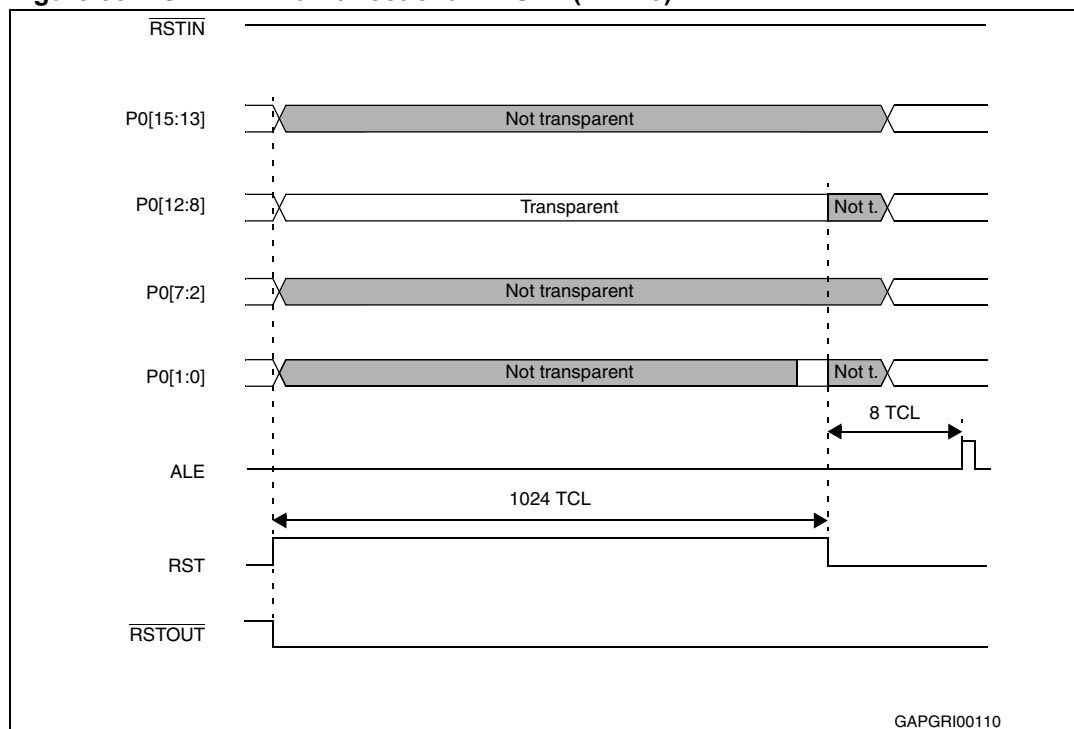 RSTIN
P0[15:13]
Not transparent
P0[12:8]
Transparent
Not t.
P0[7:2]
Not transparent
P0[1:0]
Not transparent
Not t.
8 TCL
ALE
1024 TCL
RST
RSTOUT
GAPGRI00110